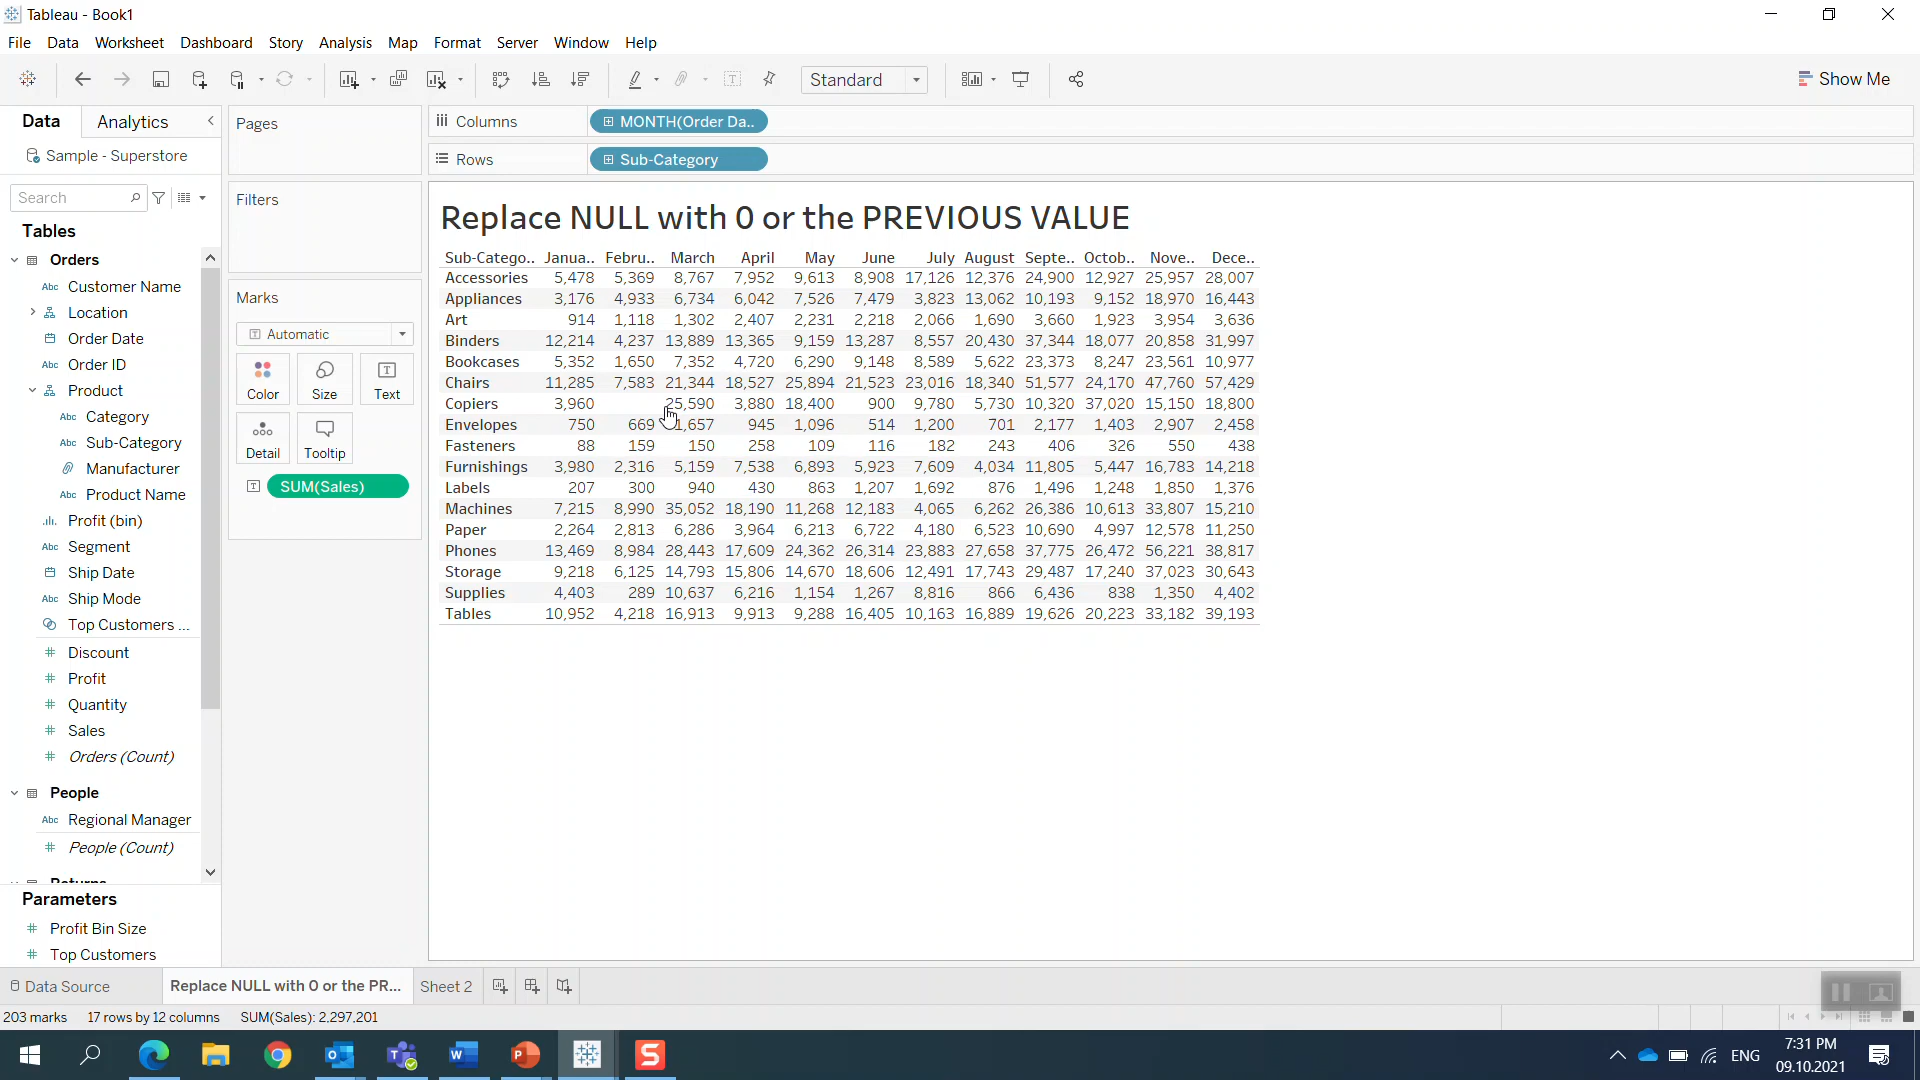 Tableau - Book1
File Data Worksheet Dashboard Story Analysis Map Format Server Window Help
Standard
Show Me
Data
Analytics
Sample - Superstore
Search
Tables
Orders
Abc Customer Name
Location
Order Date
Abc Order ID
Product
Abc Category
Abc Sub-Category
Manufacturer
Abc Product Name
Profit (bin)
Abc Segment
Ship Date
Abc Ship Mode
Top Customers ...
Discount
Profit
Quantity
Sales
Orders (Count)
People
Abc Regional Manager
People (Count)
Returns
Parameters
Profit Bin Size
Top Customers
Pages
Filters
Marks
Automatic
Color Size Text
Detail Tooltip
SUM(Sales)
Columns MONTH(Order Da..
Rows Sub-Category
Replace NULL with 0 or the PREVIOUS VALUE
Sub-Catego.. Janua.. Febru.. March April May June July August Septe.. Octob.. Nove.. Dece..
Accessories 5,478 5,369 8,767 7,952 9,613 8,908 17,126 12,376 24,900 12,927 25,957 28,007
Appliances 3,176 4,933 6,734 6,042 7,526 7,479 3,823 13,062 10,193 9,152 18,970 16,443
Art 914 1,118 1,302 2,407 2,231 2,218 2,066 1,690 3,660 1,923 3,954 3,636
Binders 12,214 4,237 13,889 13,365 9,159 13,287 8,557 20,430 37,344 18,077 20,858 31,997
Bookcases 5,352 1,650 7,352 4,720 6,290 9,148 8,589 5,622 23,373 8,247 23,561 10,977
Chairs 11,285 7,583 21,344 18,527 25,894 21,523 23,016 18,340 51,577 24,170 47,760 57,429
Copiers 3,960 25,590 3,880 18,400 900 9,780 5,730 10,320 37,020 15,150 18,800
Envelopes 750 669 1,657 945 1,096 514 1,200 701 2,177 1,403 2,907 2,458
Fasteners 88 159 150 258 109 116 182 243 406 326 550 438
Furnishings 3,980 2,316 5,159 7,538 6,893 5,923 7,609 4,034 11,805 5,447 16,783 14,218
Labels 207 300 940 430 863 1,207 1,692 876 1,496 1,248 1,850 1,376
Machines 7,215 8,990 35,052 18,190 11,268 12,183 4,065 6,262 26,386 10,613 33,807 15,210
Paper 2,264 2,813 6,286 3,964 6,213 6,722 4,180 6,523 10,690 4,997 12,578 11,250
Phones 13,469 8,984 28,443 17,609 24,362 26,314 23,883 27,658 37,775 26,472 56,221 38,817
Storage 9,218 6,125 14,793 15,806 14,670 18,606 12,491 17,743 29,487 17,240 37,023 30,643
Supplies 4,403 289 10,637 6,216 1,154 1,267 8,816 866 6,436 838 1,350 4,402
Tables 10,952 4,218 16,913 9,913 9,288 16,405 10,163 16,889 19,626 20,223 33,182 39,193
Data Source
Replace NULL with 0 or the PR...
Sheet 2
203 marks 17 rows by 12 columns SUM(Sales): 2,297,201
ENG
7:31 PM
09.10.2021